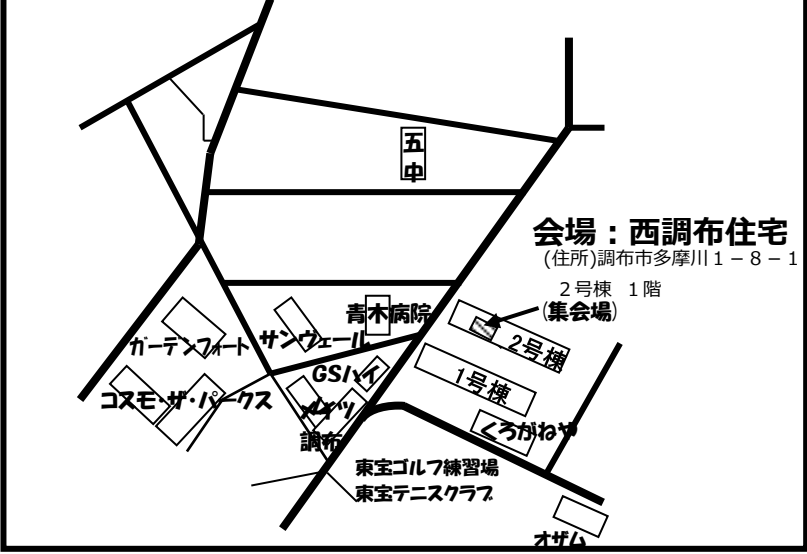 五
中
会場：西調布住宅
(住所)調布市多摩川１－８－１
２号棟　１階
(集会場)
青木病院
サンヴェール
ガーデンフォート
2号棟
GSハイ
1号棟
コスモ・ザ・パークス
メイツ
調布
くろがねや
東宝ゴルフ練習場
東宝テニスクラブ
オザム